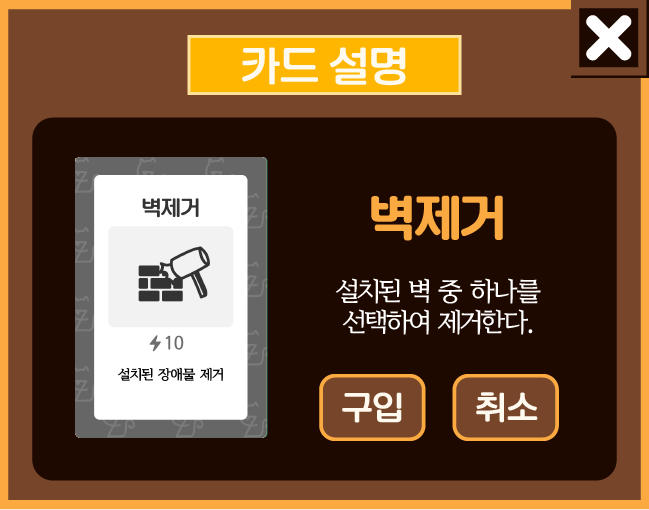 카드 설명
벽제거
10
설치된 장애물 제거
벽제거
설치된 벽 중 하나를
선택하여 제거한다.
구입
취소